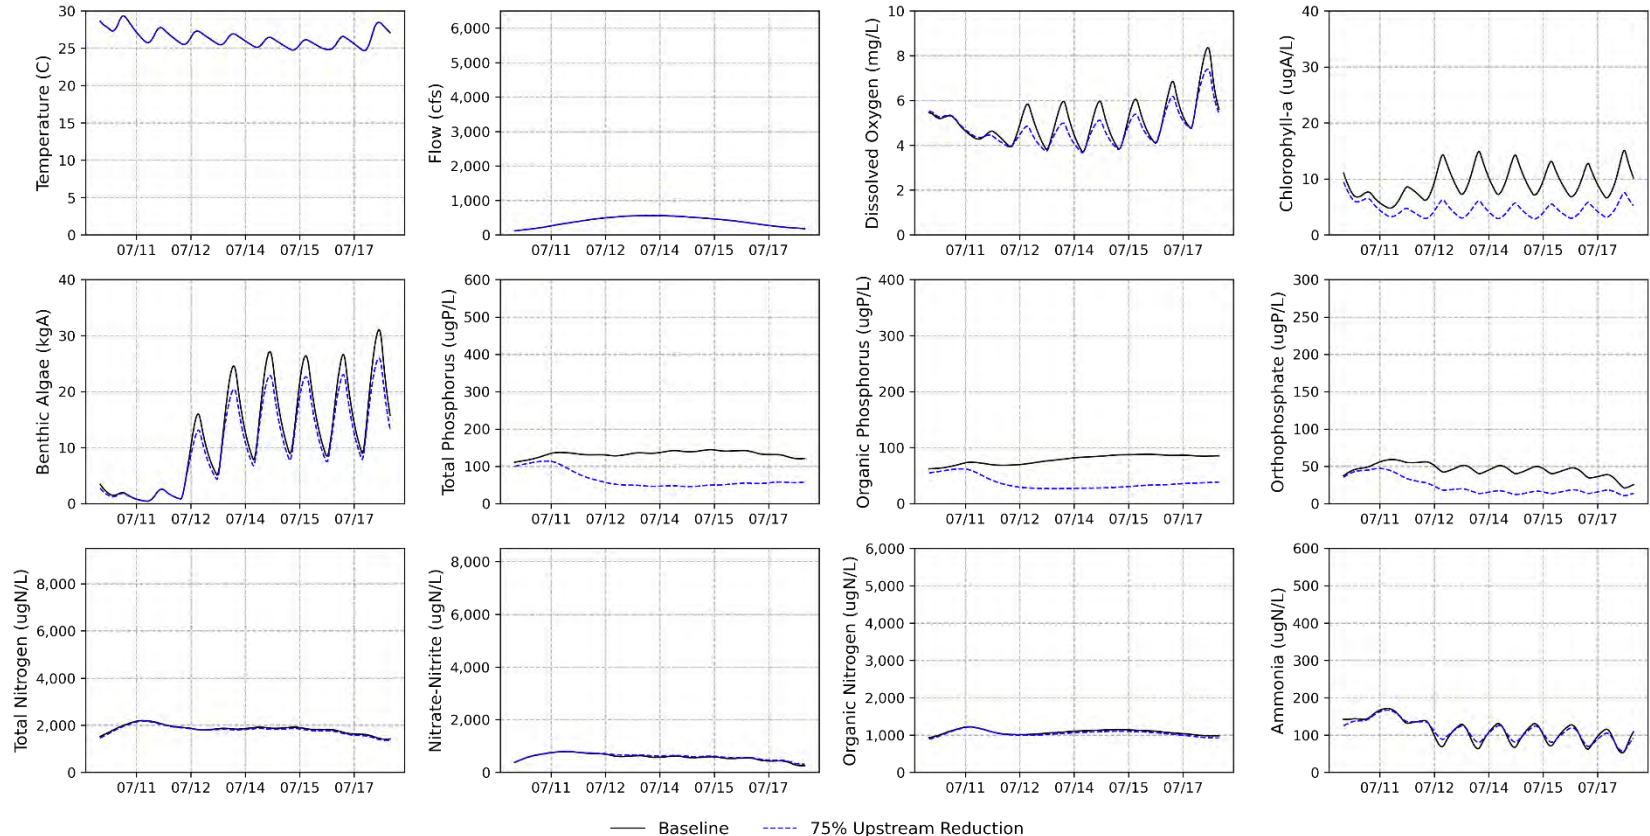 Temperature (C)
30
25
20
15
10
5
0
07/11 07/12 07/14 07/15 07/17
Flow (cfs)
6,000
5,000
4,000
3,000
2,000
1,000
0
07/11 07/12 07/14 07/15 07/17
Dissolved Oxygen (mg/L)
10
8
6
4
2
0
07/11 07/12 07/14 07/15 07/17
Chlorophyll-a (ugA/L)
40
30
20
10
0
07/11 07/12 07/14 07/15 07/17
Benthic Algae (kgA)
40
30
20
10
0
07/11 07/12 07/14 07/15 07/17
Total Phosphorus (ugP/L)
600
500
400
300
200
100
0
07/11 07/12 07/14 07/15 07/17
Organic Phosphorus (ugP/L)
400
300
200
100
0
07/11 07/12 07/14 07/15 07/17
Orthophosphate (ugP/L)
300
250
200
150
100
50
0
07/11 07/12 07/14 07/15 07/17
Total Nitrogen (ugN/L)
8,000
6,000
4,000
2,000
0
07/11 07/12 07/14 07/15 07/17
Nitrate-Nitrite (ugN/L)
8,000
6,000
4,000
2,000
0
07/11 07/12 07/14 07/15 07/17
Organic Nitrogen (ugN/L)
6,000
5,000
4,000
3,000
2,000
1,000
0
07/11 07/12 07/14 07/15 07/17
Ammonia (ugN/L)
600
500
400
300
200
100
0
07/11 07/12 07/14 07/15 07/17
Baseline 75% Upstream Reduction